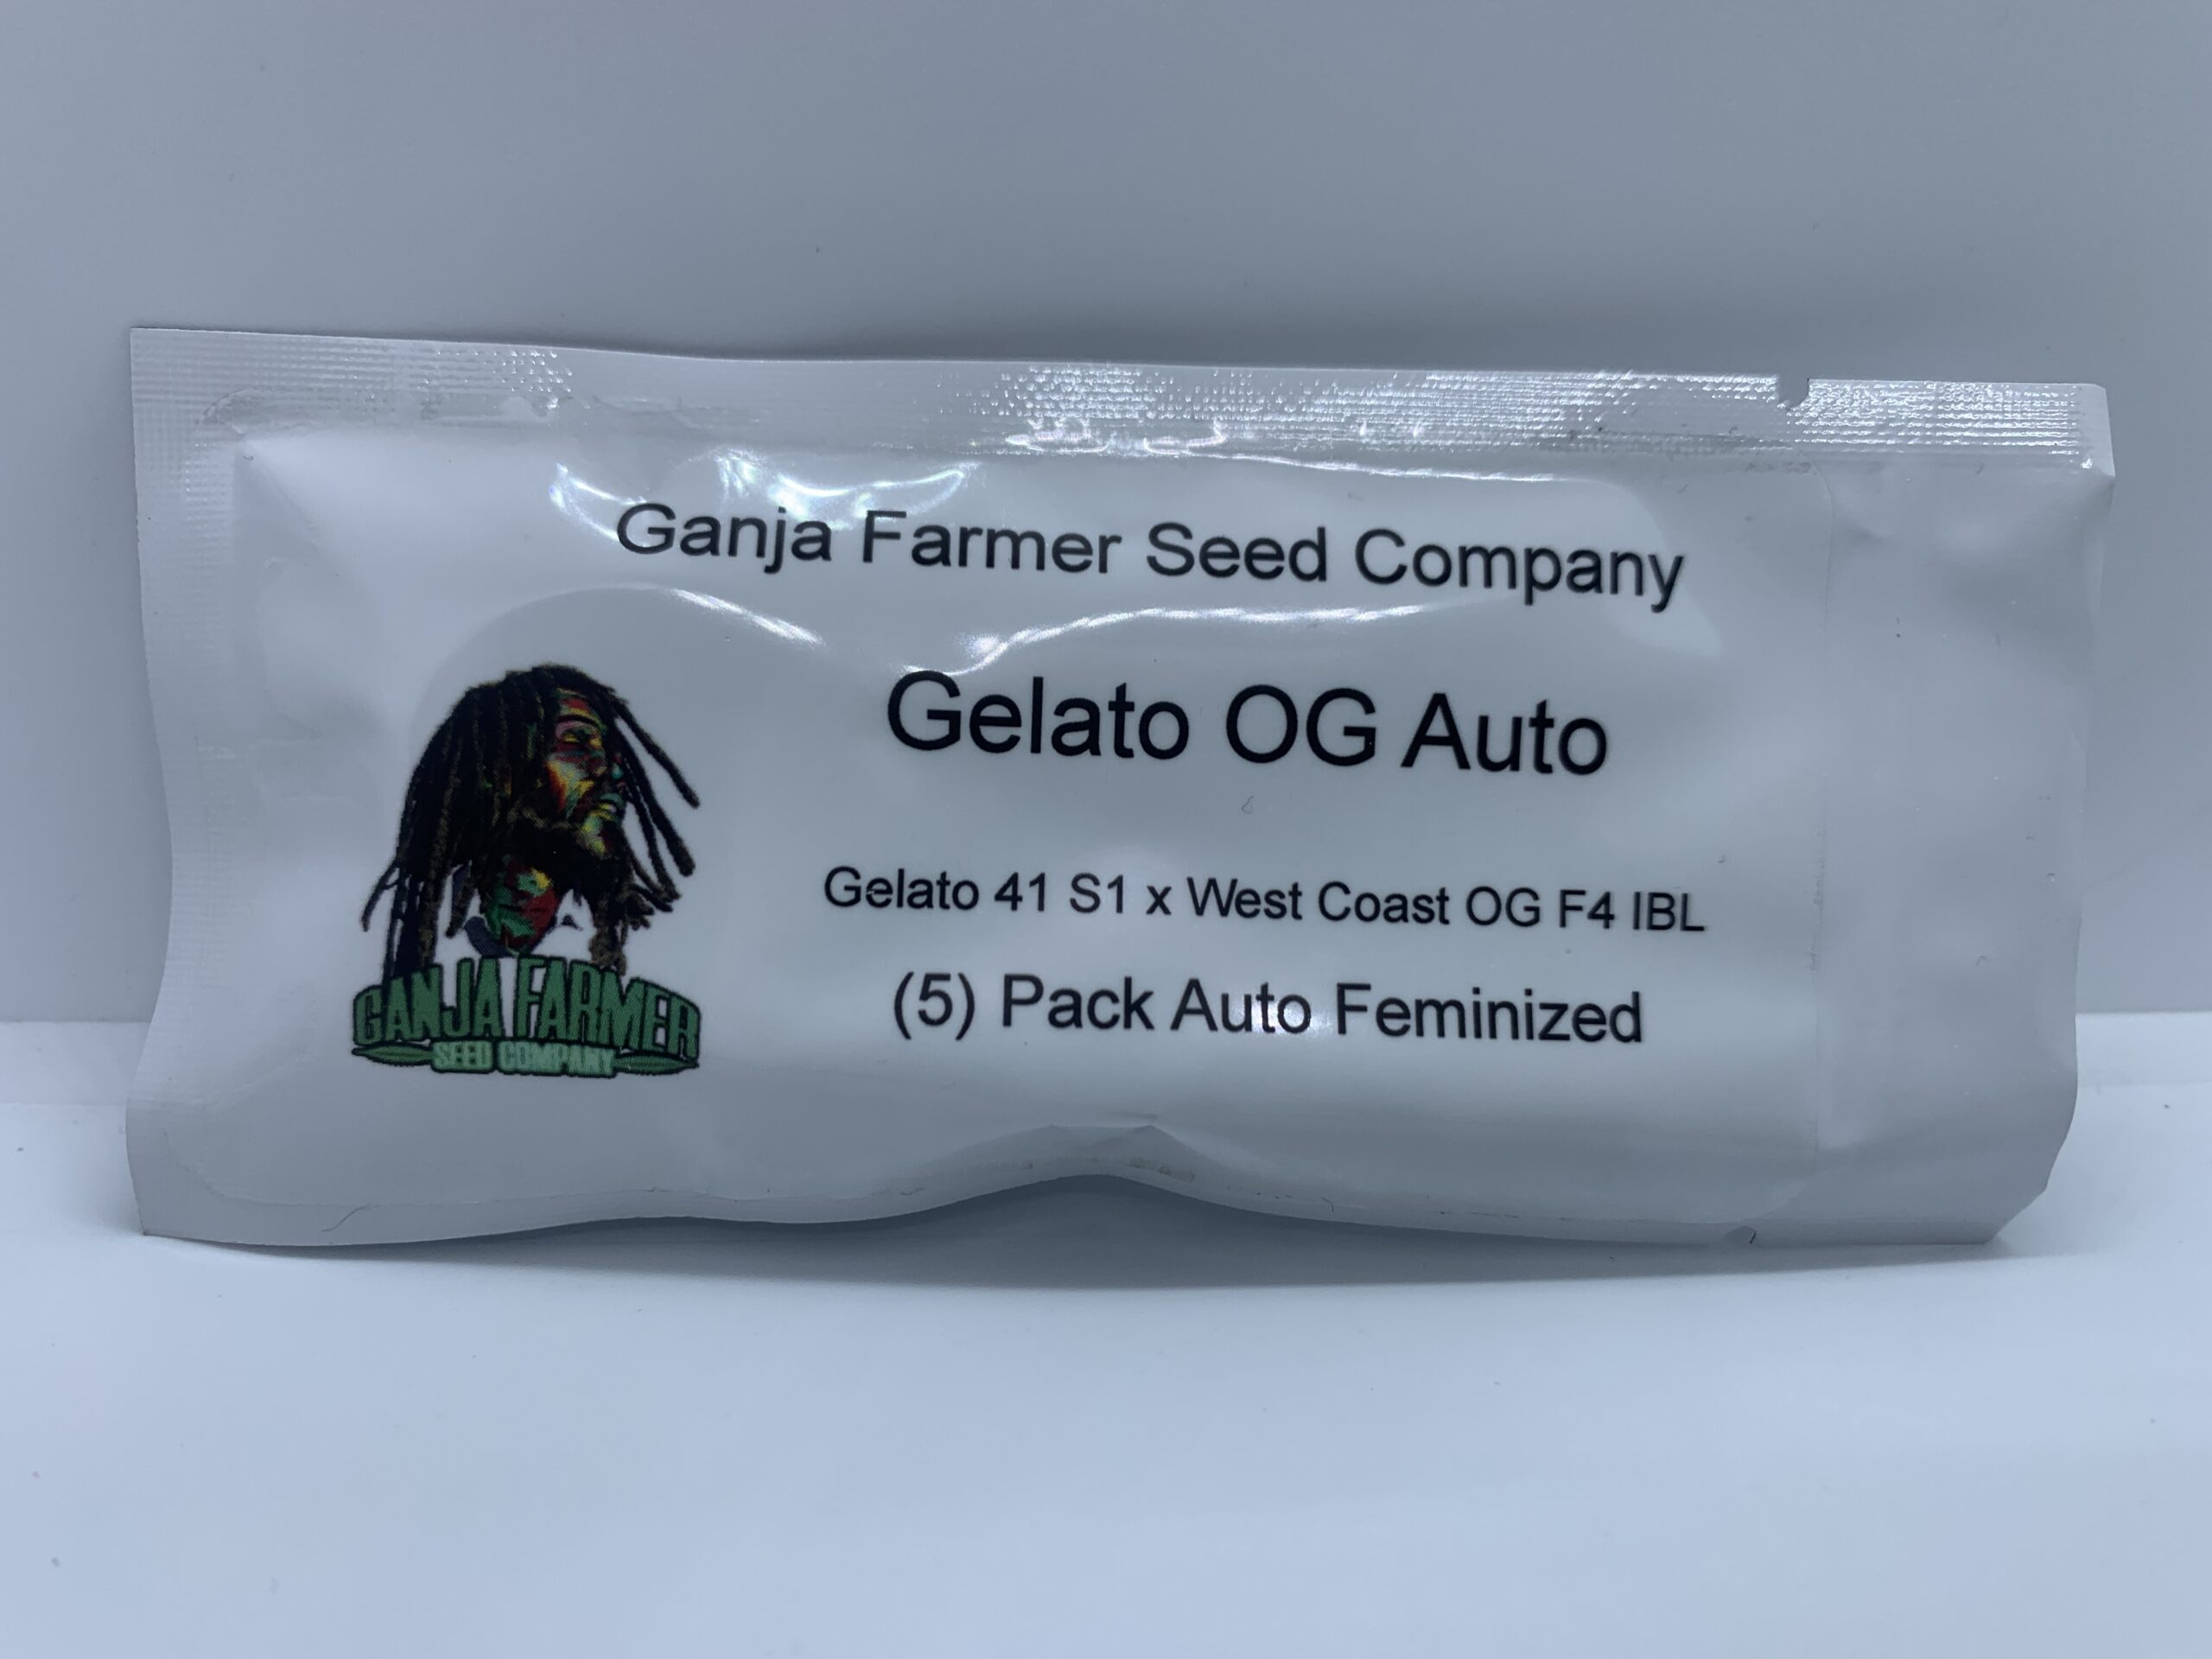 Ganja Farmer Seed Company
Gelato OG Auto
Gelato 41 S1 x West Coast OG F4 IBL
(5) Pack Auto Feminized
GANJA FARMER
SEED COMPANY